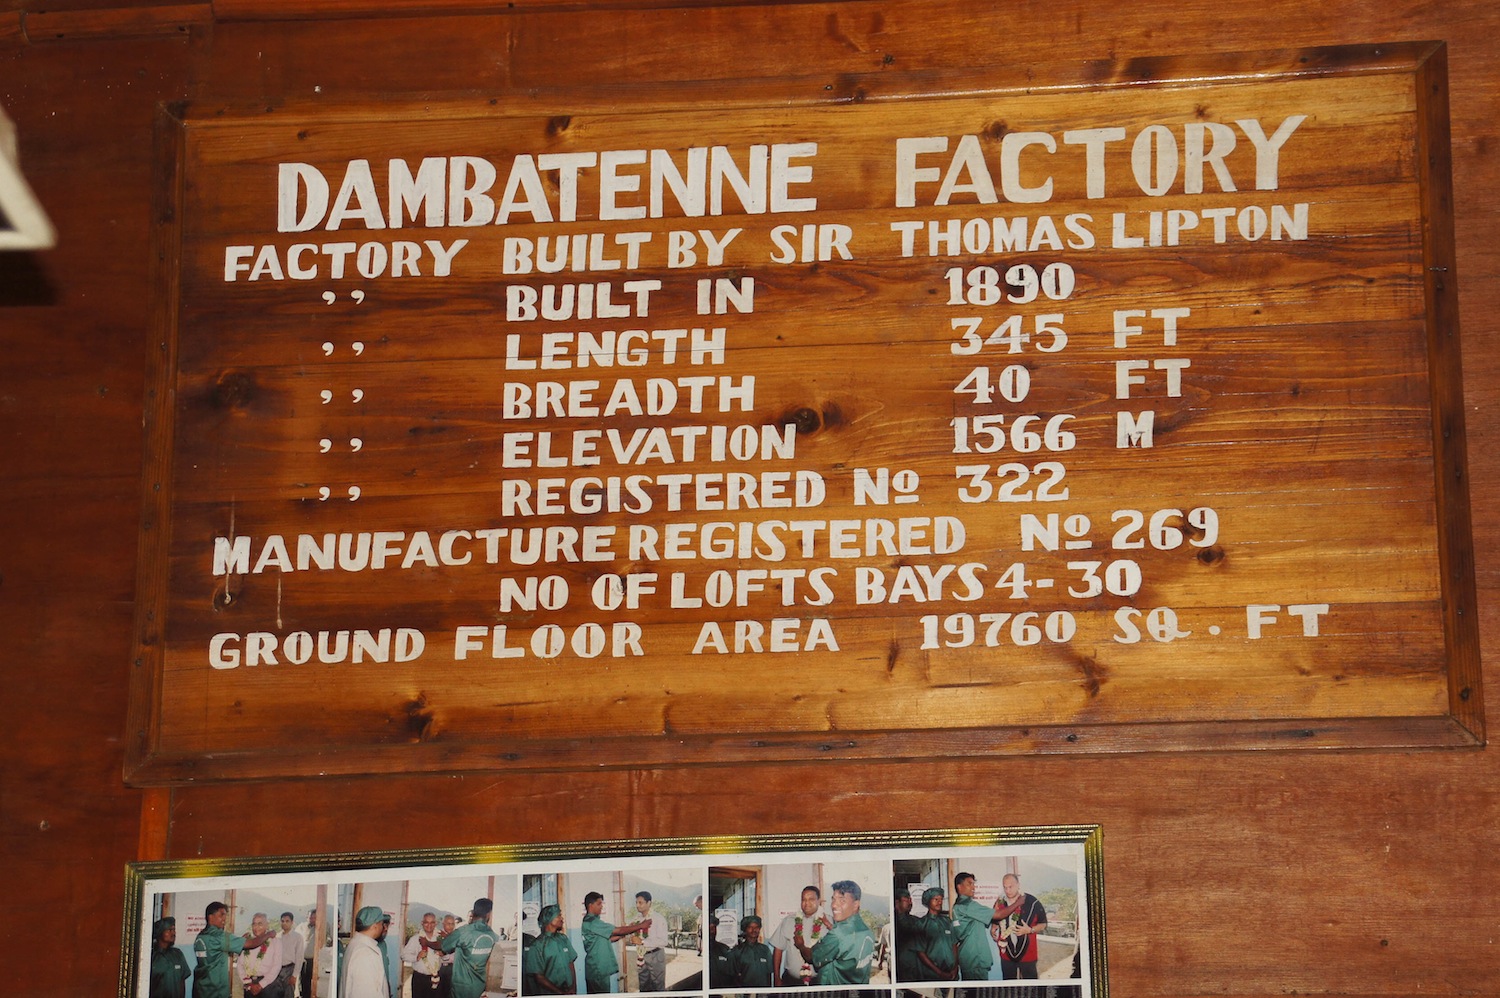 DAMBATENNE FACTORY
FACTORY BUILT BY SIR THOMAS LIPTON
,, BUILT IN 1890
,, LENGTH 345 FT
,, BREADTH 40 FT
,, ELEVATION 1566 M
,, REGISTERED No 322
MANUFACTURE REGISTERED No 269
NO OF LOFTS BAYS 4-30
GROUND FLOOR AREA 19760 SQ. FT